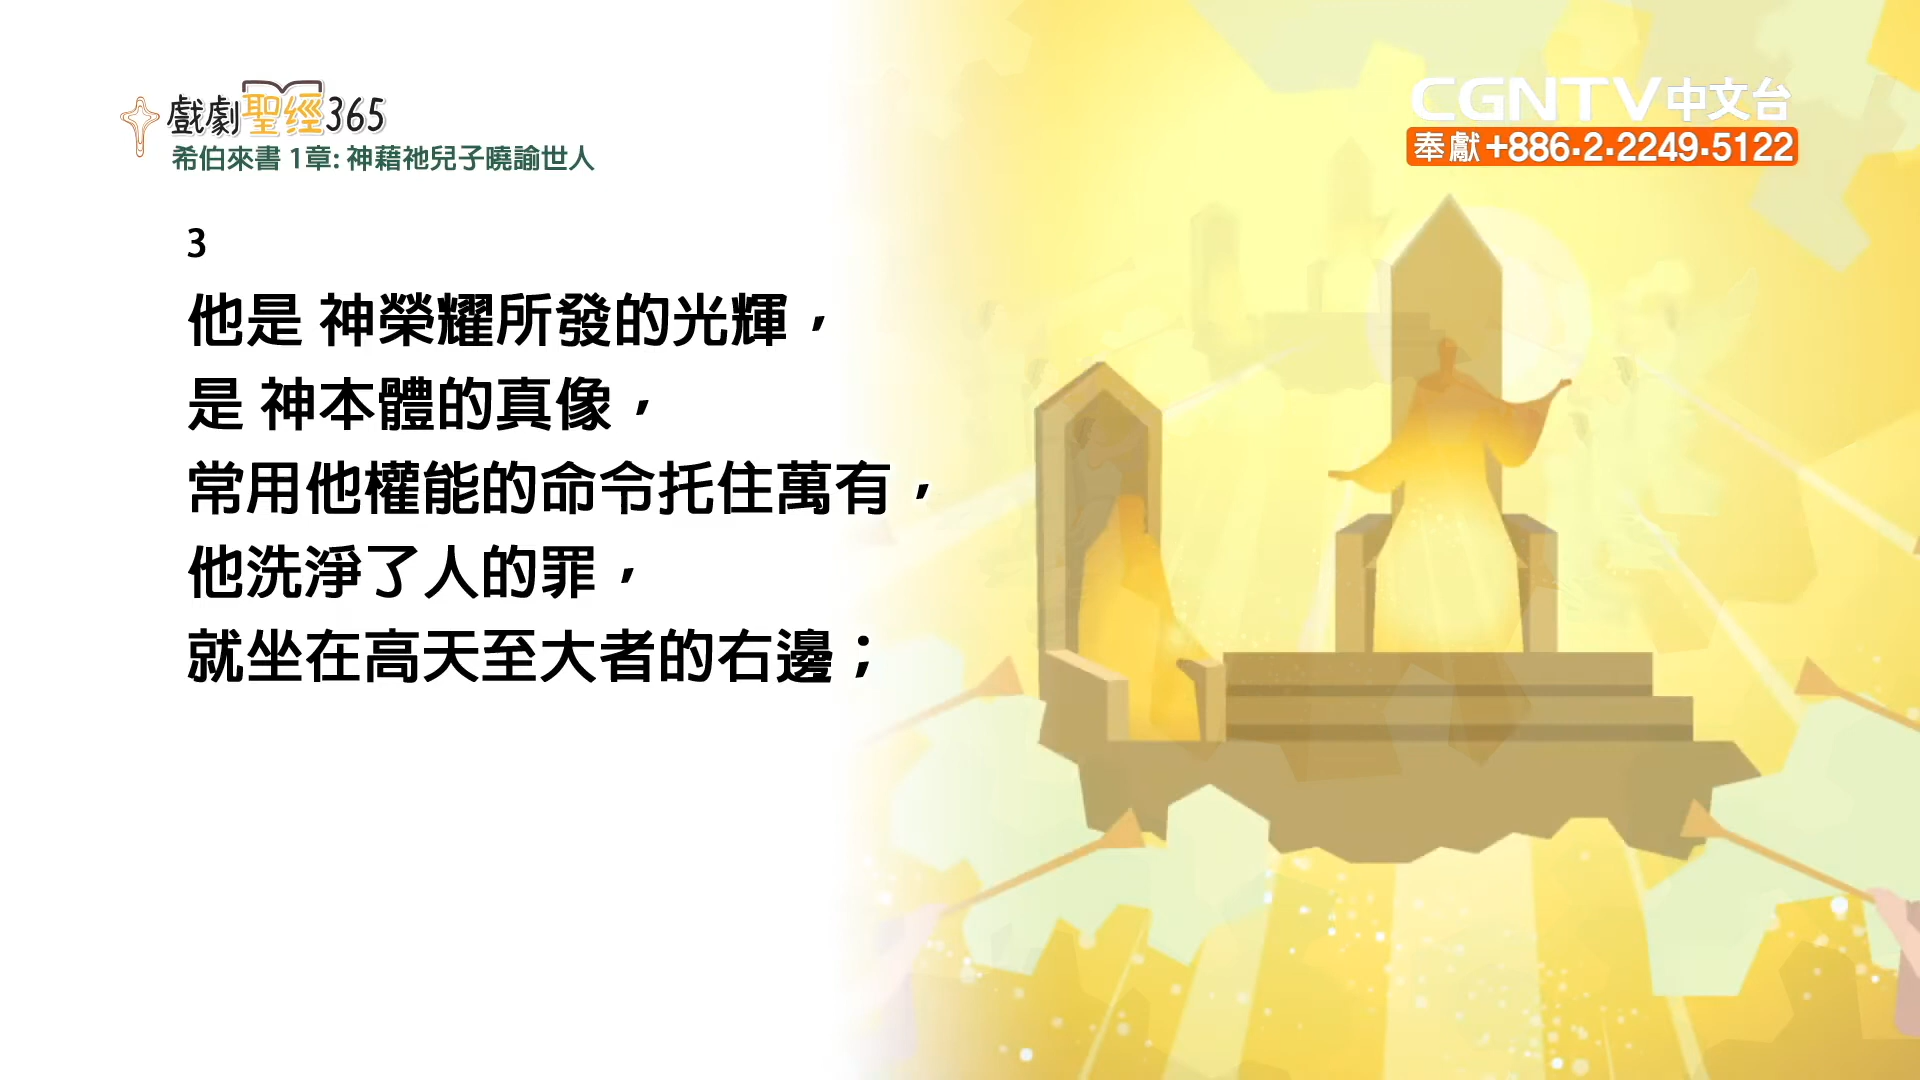 戲劇聖經365
希伯來書 1章: 神藉祂兒子曉諭世人
CGNTV中文台
奉獻+886·2·2249·5122
3
他是 神榮耀所發的光輝，
是 神本體的真像，
常用他權能的命令托住萬有，
他洗淨了人的罪，
就坐在高天至大者的右邊；